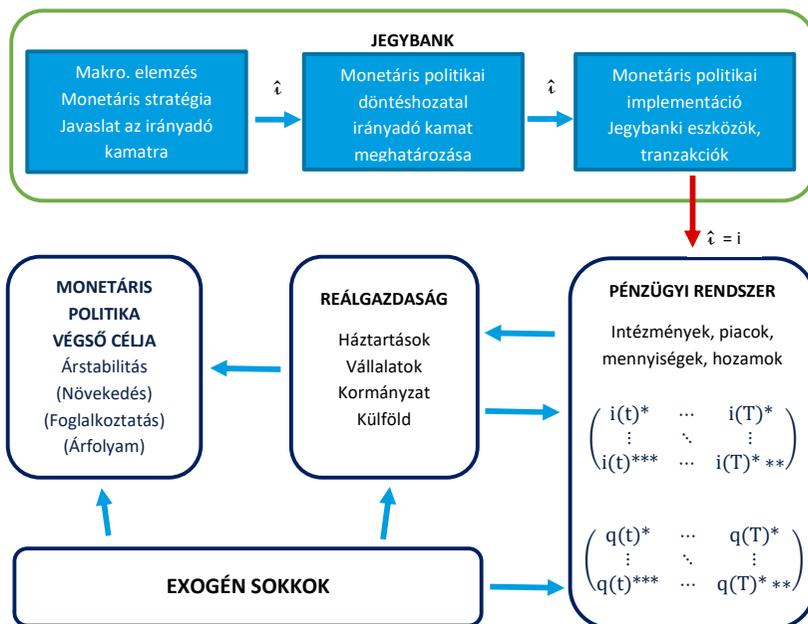 JEGYBANK
Makro. elemzés
Monetáris stratégia
Javaslat az irányadó
kamatra
î
Monetáris politikai
döntéshozatal
irányadó kamat
meghatározása
î
Monetáris politikai
implementáció
Jegybanki eszközök,
tranzakciók
î = i
MONETÁRIS
POLITIKA
VÉGSŐ CÉLJA
Árstabilitás
(Növekedés)
(Foglalkoztatás)
(Árfolyam)
REÁLGAZDASÁG
Háztartások
Vállalatok
Kormányzat
Külföld
PÉNZÜGYI RENDSZER
Intézmények, piacok,
mennyiségek, hozamok
i(t)* ⋯ i(T)*
⋮ ⋱ ⋮
i(t)*** ⋯ i(T)* **
q(t)* ⋯ q(T)*
⋮ ⋱ ⋮
q(t)*** ⋯ q(T)* **
EXOGÉN SOKKOK